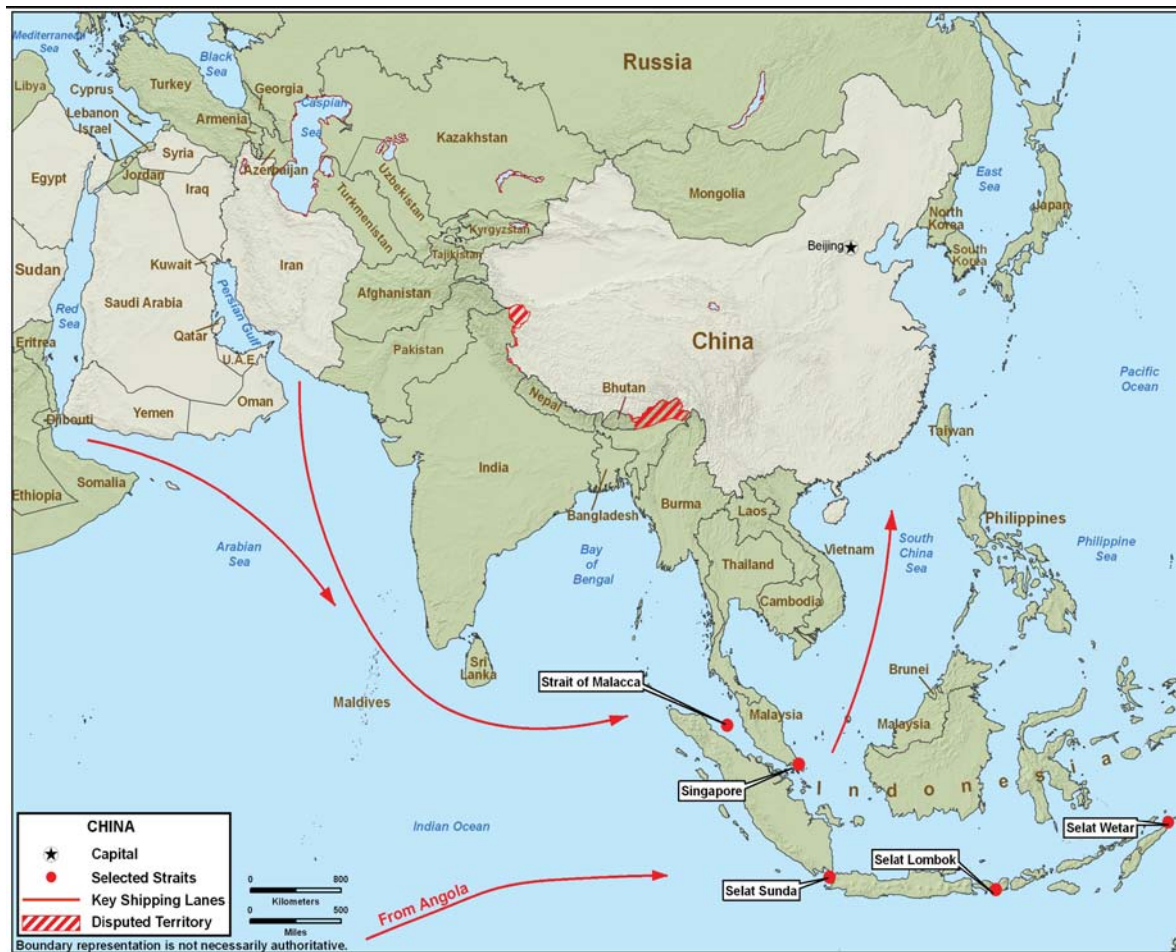 Mediterranean
Sea
Black
Sea
Russia
Libya
Cyprus
Turkey
Georgia
Caspian
Sea
Lebanon
Israel
Armenia
Kazakhstan
Syria
Azerbaijan
Uzbekistan
Mongolia
East
Sea
Egypt
Jordan
Iraq
Turkmenistan
Kyrgyzstan
North
Korea
Japan
Beijing
South
Korea
Tajikistan
Sudan
Kuwait
Iran
Afghanistan
Saudi Arabia
Persian Gulf
Red
Sea
Qatar
Pakistan
China
Eritrea
U.A.E.
Nepal
Bhutan
Pacific
Ocean
Yemen
Oman
Djibouti
Taiwan
India
Ethiopia
Somalia
Burma
Laos
Bangladesh
Philippines
Arabian
Sea
Bay
of
Bengal
Vietnam
South
China
Sea
Philippine
Sea
Thailand
Cambodia
Sri
Lanka
Brunei
Strait of Malacca
Maldives
Malaysia
Malaysia
Singapore
Indonesia
Indian Ocean
Selat Wetar
Selat Lombok
Selat Sunda
From Angola
CHINA
Capital
Selected Straits
Key Shipping Lanes
Disputed Territory
0 800
Kilometers
0 500
Miles
Boundary representation is not necessarily authoritative.